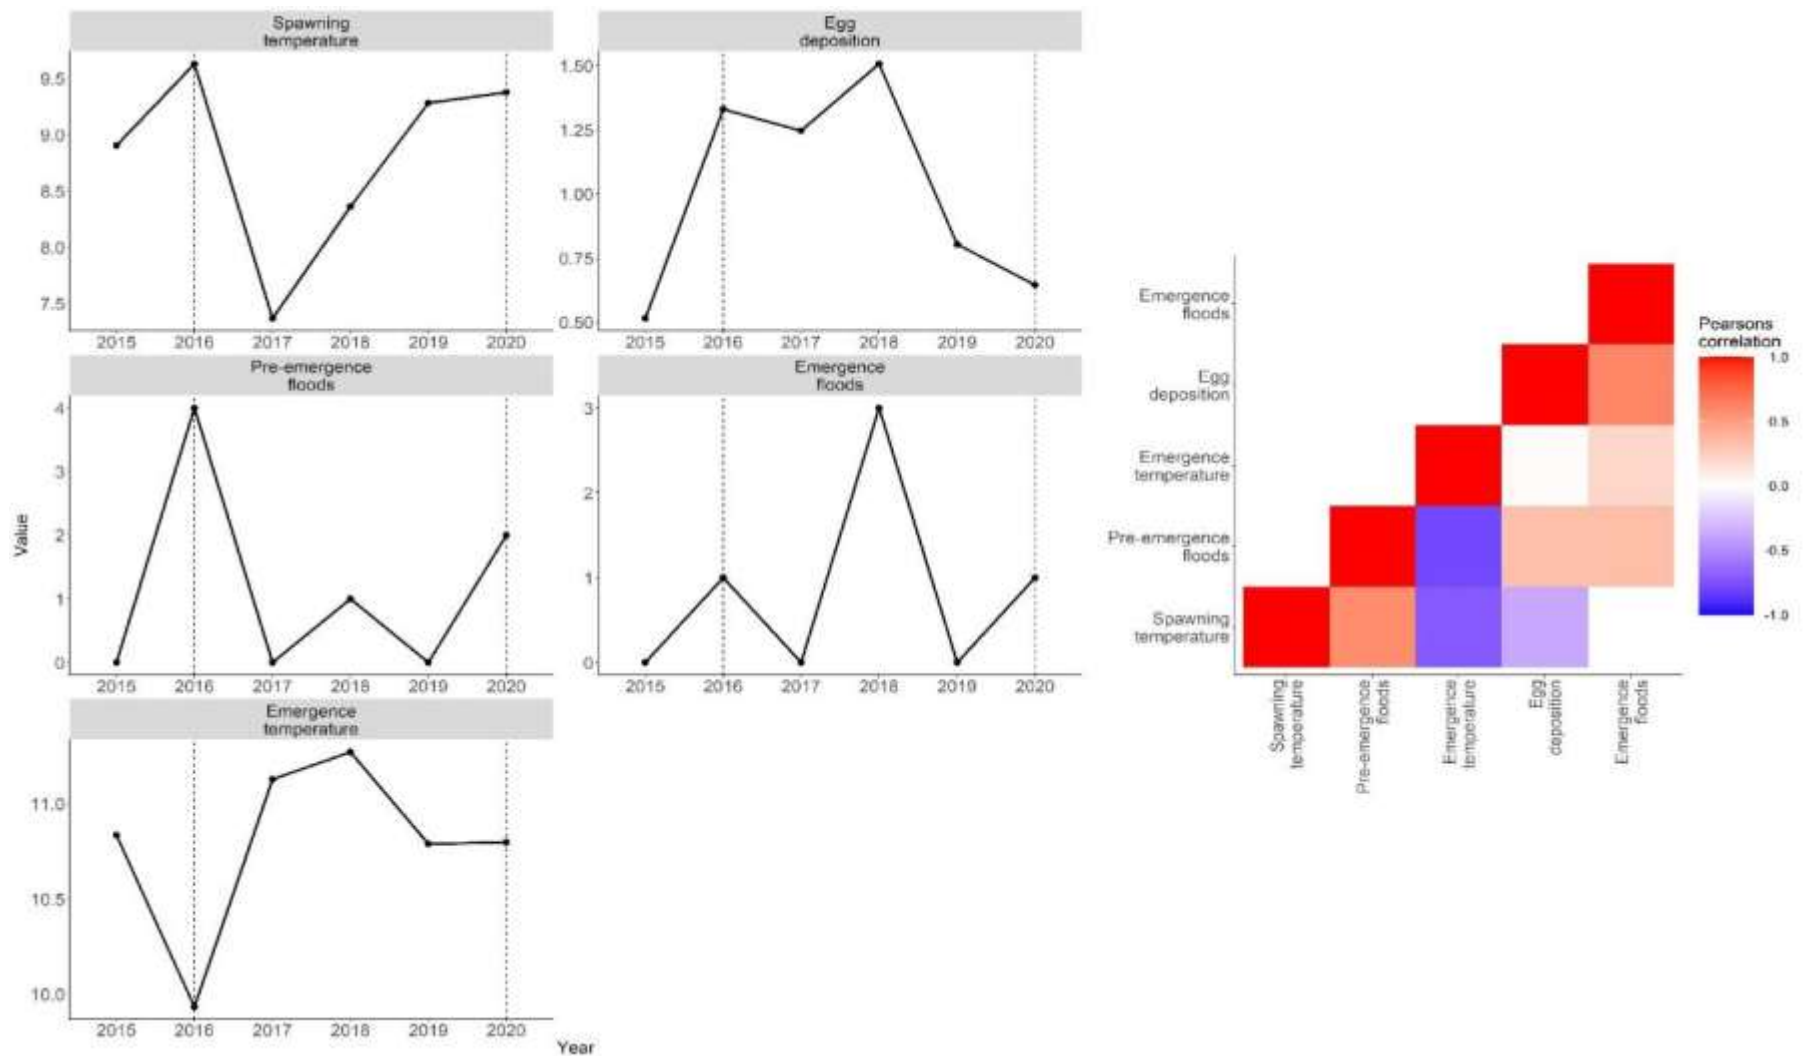 Spawning
temperature
9.5
9.0
8.5
8.0
7.5
2015 2016 2017 2018 2019 2020
Egg
deposition
1.50
1.25
1.00
0.75
0.50
2015 2016 2017 2018 2019 2020
Pre-emergence
floods
4
3
2
1
0
2015 2016 2017 2018 2019 2020
Emergence
floods
3
2
1
0
2015 2016 2017 2018 2019 2020
Emergence
temperature
11.0
10.5
10.0
2015 2016 2017 2018 2019 2020
Value
Year
Emergence
floods
Egg
deposition
Emergence
temperature
Pre-emergence
floods
Spawning
temperature
Spawning
temperature
Pre-emergence
floods
Emergence
temperature
Egg
deposition
Emergence
floods
Pearsons
correlation
1.0
0.5
0.0
-0.5
-1.0